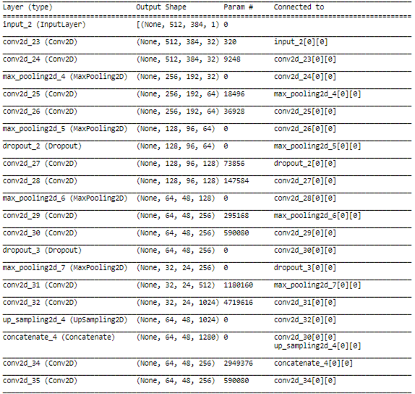 Layer (type) Output Shape Param # Connected to
input_2 (InputLayer) [(None, 512, 384, 1) 0
conv2d_23 (Conv2D) (None, 512, 384, 32) 320 input_2[0][0]
conv2d_24 (Conv2D) (None, 512, 384, 32) 9248 conv2d_23[0][0]
max_pooling2d_4 (MaxPooling2D) (None, 256, 192, 32) 0 conv2d_24[0][0]
conv2d_25 (Conv2D) (None, 256, 192, 64) 18496 max_pooling2d_4[0][0]
conv2d_26 (Conv2D) (None, 256, 192, 64) 36928 conv2d_25[0][0]
max_pooling2d_5 (MaxPooling2D) (None, 128, 96, 64) 0 conv2d_26[0][0]
dropout_2 (Dropout) (None, 128, 96, 64) 0 max_pooling2d_5[0][0]
conv2d_27 (Conv2D) (None, 128, 96, 128) 73856 dropout_2[0][0]
conv2d_28 (Conv2D) (None, 128, 96, 128) 147584 conv2d_27[0][0]
max_pooling2d_6 (MaxPooling2D) (None, 64, 48, 128) 0 conv2d_28[0][0]
conv2d_29 (Conv2D) (None, 64, 48, 256) 295168 max_pooling2d_6[0][0]
conv2d_30 (Conv2D) (None, 64, 48, 256) 590080 conv2d_29[0][0]
dropout_3 (Dropout) (None, 64, 48, 256) 0 conv2d_30[0][0]
max_pooling2d_7 (MaxPooling2D) (None, 32, 24, 256) 0 dropout_3[0][0]
conv2d_31 (Conv2D) (None, 32, 24, 512) 1180160 max_pooling2d_7[0][0]
conv2d_32 (Conv2D) (None, 32, 24, 1024) 4719616 conv2d_31[0][0]
up_sampling2d_4 (UpSampling2D) (None, 64, 48, 1024) 0 conv2d_32[0][0]
concatenate_4 (Concatenate) (None, 64, 48, 1280) 0 conv2d_30[0][0]
up_sampling2d_4[0][0]
conv2d_34 (Conv2D) (None, 64, 48, 256) 2949376 concatenate_4[0][0]
conv2d_35 (Conv2D) (None, 64, 48, 256) 590080 conv2d_34[0][0]